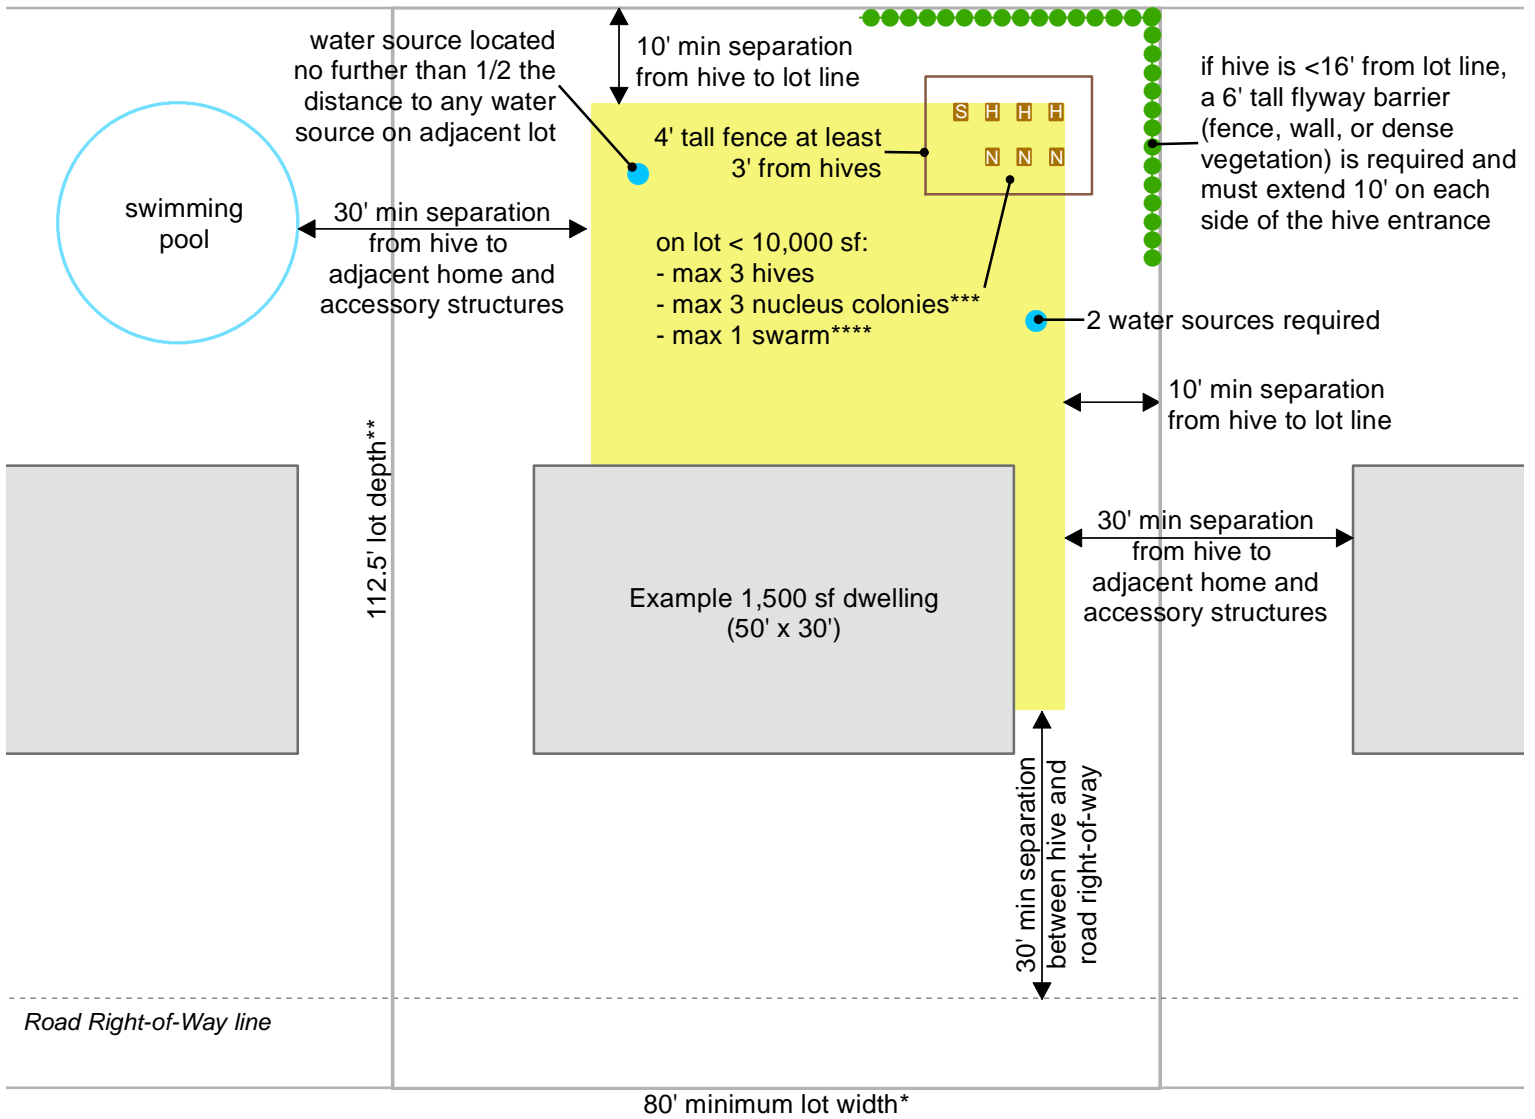 water source located
no further than 1/2 the
distance to any water
source on adjacent lot
10' min separation
from hive to lot line
if hive is <16' from lot line,
a 6' tall flyway barrier
(fence, wall, or dense
vegetation) is required and
must extend 10' on each
side of the hive entrance
S H H H
N N N
4' tall fence at least
3' from hives
swimming
pool
30' min separation
from hive to
adjacent home and
accessory structures
on lot < 10,000 sf:
- max 3 hives
- max 3 nucleus colonies***
- max 1 swarm****
2 water sources required
10' min separation
from hive to lot line
112.5' lot depth**
30' min separation
from hive to
adjacent home and
accessory structures
Example 1,500 sf dwelling
(50' x 30')
30' min separation
between hive and
road right-of-way
Road Right-of-Way line
80' minimum lot width*